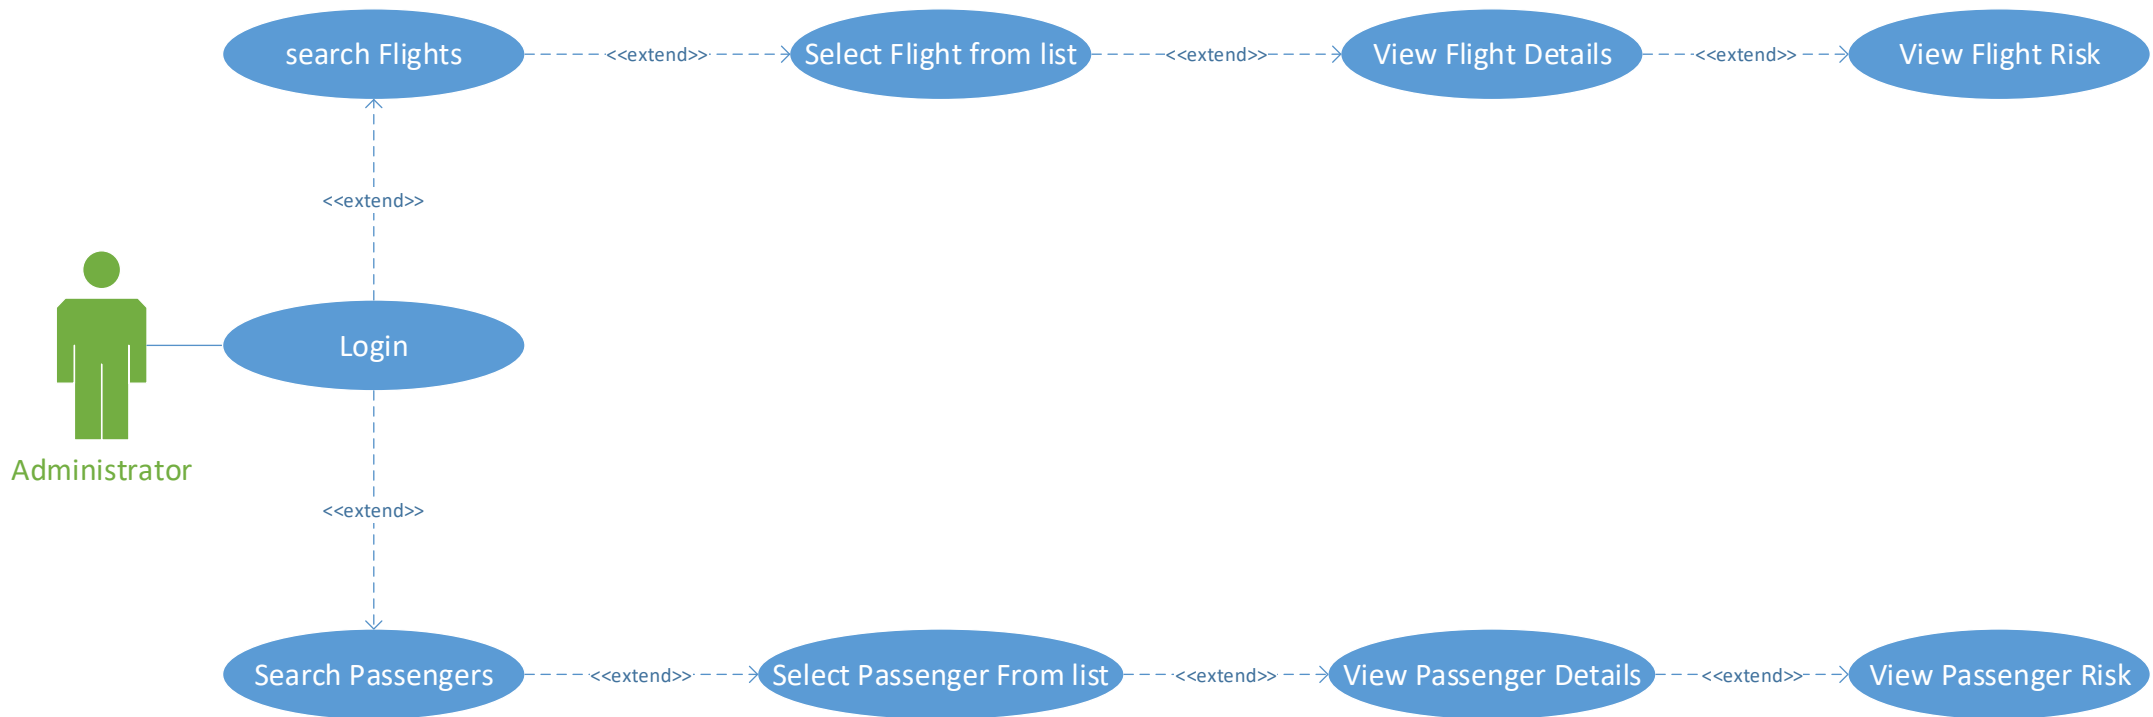 search Flights
<<extend>>
Select Flight from list
<<extend>>
View Flight Details
<<extend>>
View Flight Risk
<<extend>>
Login
Administrator
<<extend>>
Search Passengers
<<extend>>
Select Passenger From list
<<extend>>
View Passenger Details
<<extend>>
View Passenger Risk